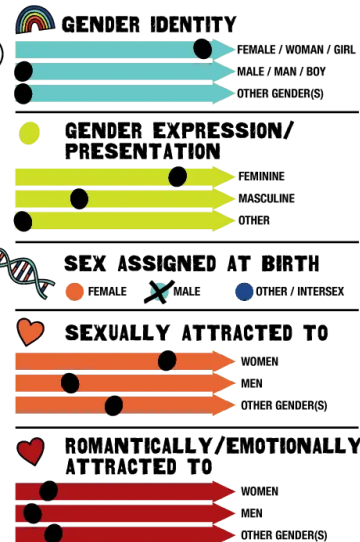 GENDER IDENTITY
FEMALE / WOMAN / GIRL
MALE / MAN / BOY
OTHER GENDER(S)
GENDER EXPRESSION/
PRESENTATION
FEMININE
MASCULINE
OTHER
SEX ASSIGNED AT BIRTH
FEMALE MALE OTHER / INTERSEX
SEXUALLY ATTRACTED TO
WOMEN
MEN
OTHER GENDER(S)
ROMANTICALLY/EMOTIONALLY
ATTRACTED TO
WOMEN
MEN
OTHER GENDER(S)